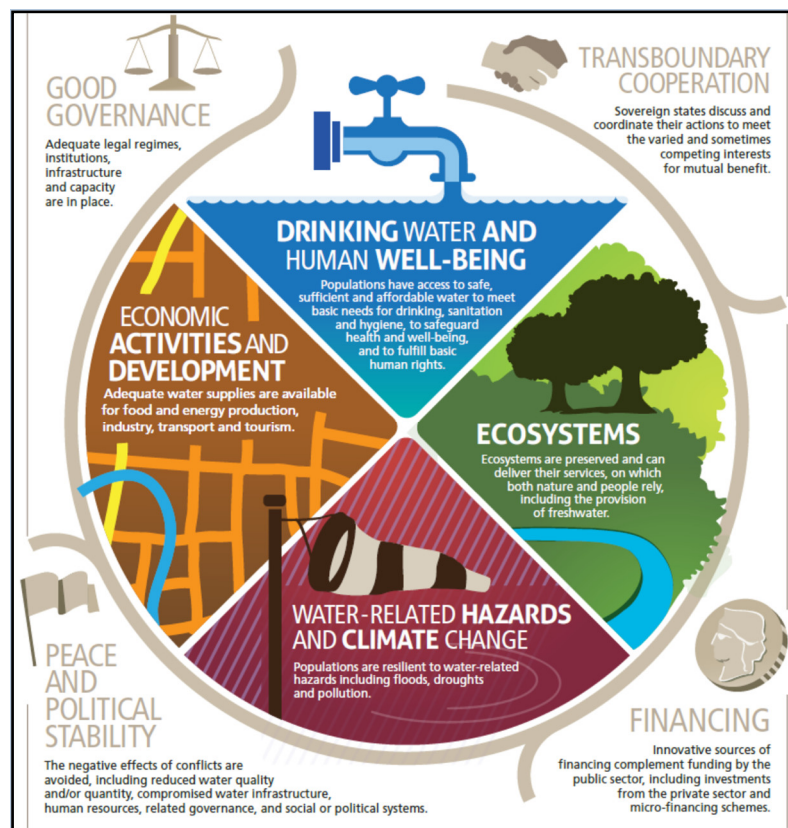 GOOD
GOVERNANCE
Adequate legal regimes,
institutions,
infrastructure
and capacity
are in place.
TRANSBOUNDARY
COOPERATION
Sovereign states discuss and
coordinate their actions to meet
the varied and sometimes
competing interests
for mutual benefit.
DRINKING WATER AND
HUMAN WELL-BEING
Populations have access to safe,
sufficient and affordable water to meet
basic needs for drinking, sanitation
and hygiene, to safeguard
health and well-being,
and to fulfill basic
human rights.
ECONOMIC
ACTIVITIES AND
DEVELOPMENT
Adequate water supplies are available
for food and energy production,
industry, transport and tourism.
ECOSYSTEMS
Ecosystems are preserved and can
deliver their services, on which
both nature and people rely,
including the provision
of freshwater.
WATER-RELATED HAZARDS
AND CLIMATE CHANGE
Populations are resilient to water-related
hazards including floods, droughts
and pollution.
PEACE
AND
POLITICAL
STABILITY
The negative effects of conflicts are
avoided, including reduced water quality
and/or quantity, compromised water infrastructure,
human resources, related governance, and social or political systems.
FINANCING
Innovative sources of
financing complement funding by the
public sector, including investments
from the private sector and
micro-financing schemes.